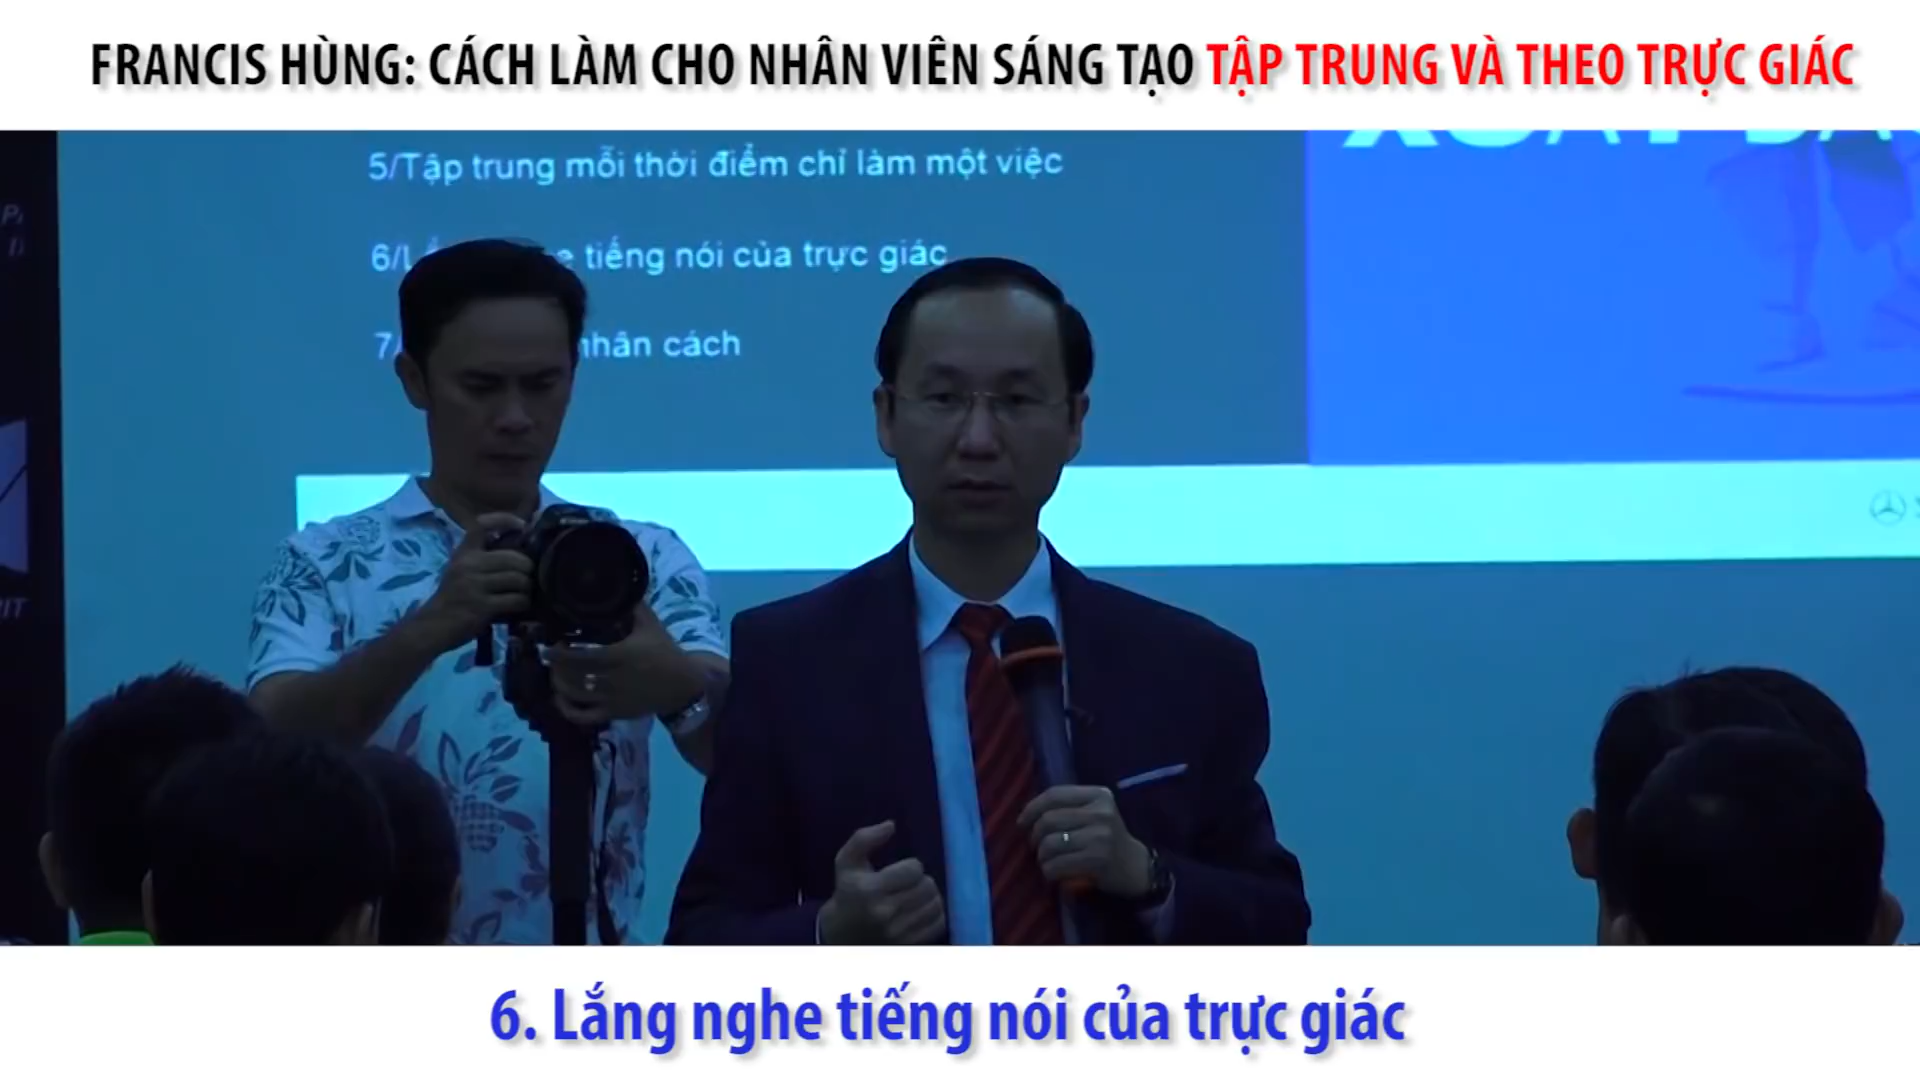 FRANCIS HÙNG: CÁCH LÀM CHO NHÂN VIÊN SÁNG TẠO TẬP TRUNG VÀ THEO TRỰC GIÁC
5/Tập trung mỗi thời điểm chỉ làm một việc
6/ tiếng nói của trực giác
7/ nhân cách
6. Lắng nghe tiếng nói của trực giác